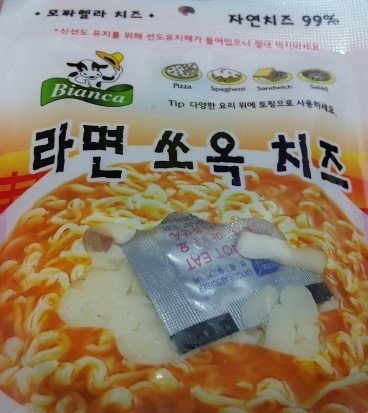 · 모짜렐라 치즈 ·
자연치즈 99%
*신선도 유지를 위해 선도유지제가 들어있으니 절대 먹지마세요.
Bianca
Pizza
Spaghetti
Sandwich
Salad
Tip 다양한 요리 위에 토핑으로 사용하세요.
라면 쏘옥 치즈
NOT EAT
OXYGEN ABSORBER